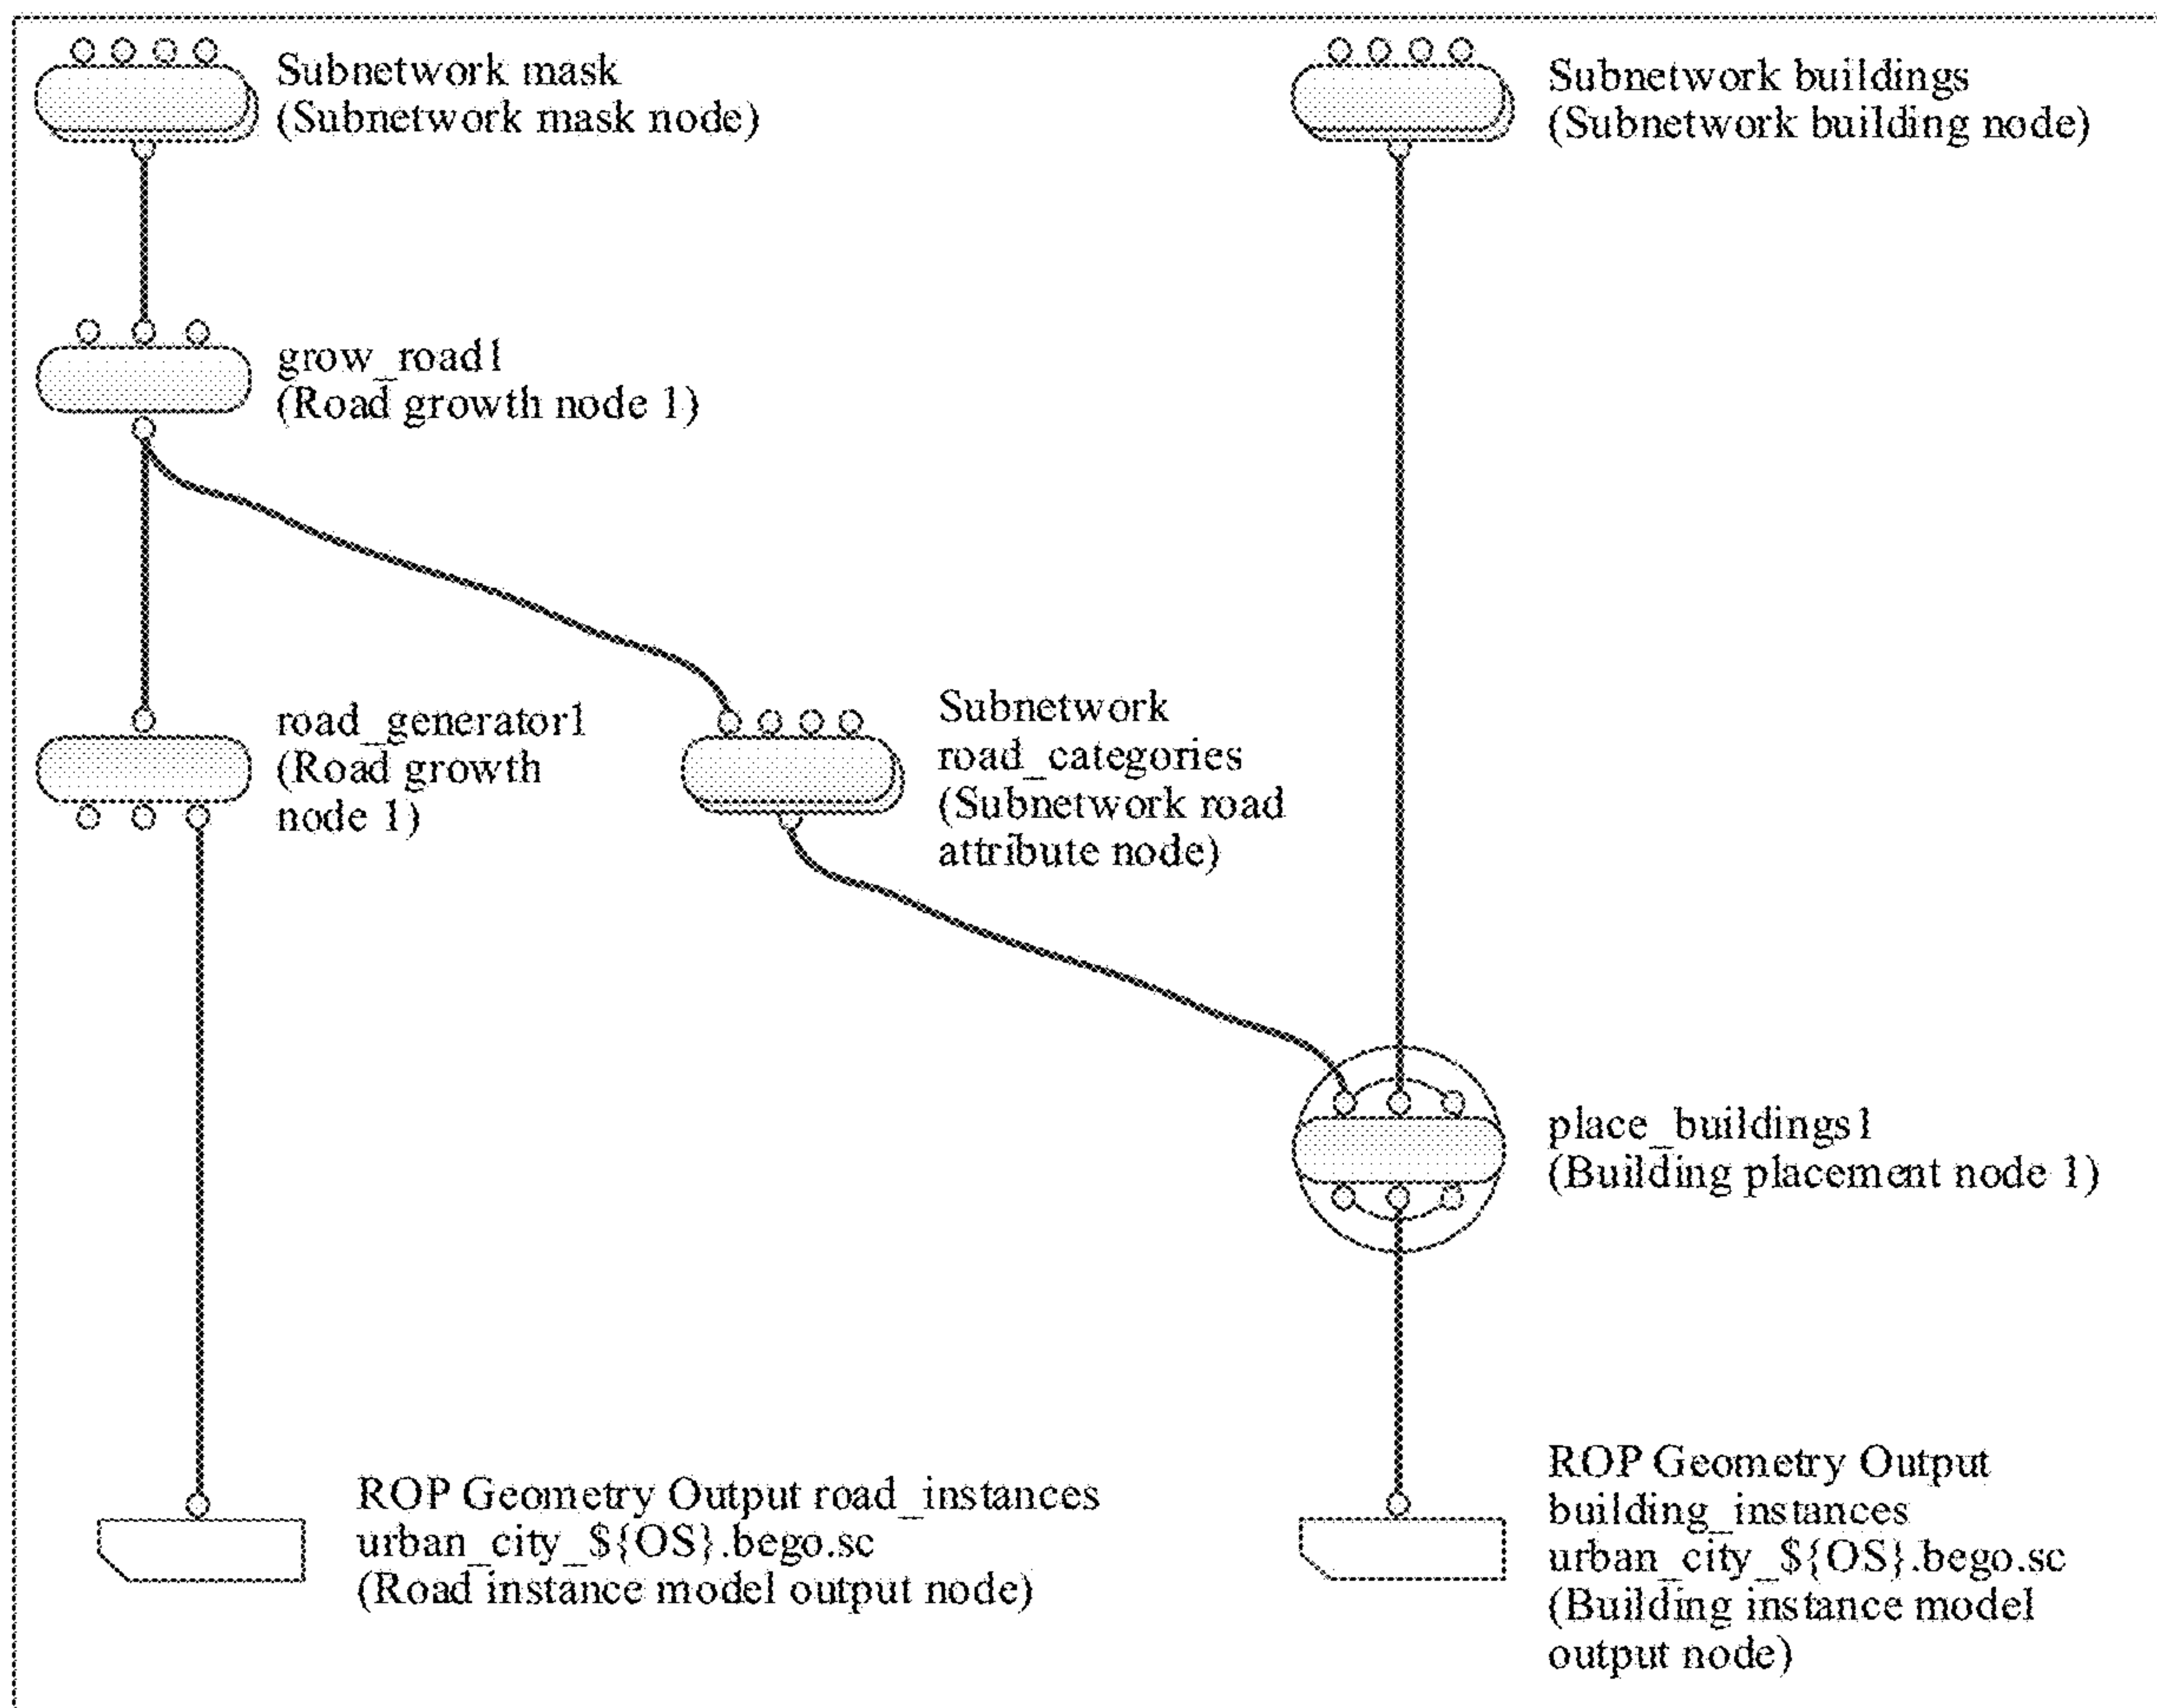 Subnetwork mask
(Subnetwork mask node)
Subnetwork buildings
(Subnetwork building node)
grow_road1
(Road growth node 1)
road_generator1
(Road growth
node 1)
Subnetwork
road_categories
(Subnetwork road
attribute node)
place_buildings1
(Building placement node 1)
ROP Geometry Output road_instances
urban_city_${OS}.bego.sc
(Road instance model output node)
ROP Geometry Output
building_instances
urban_city_${OS}.bego.sc
(Building instance model
output node)